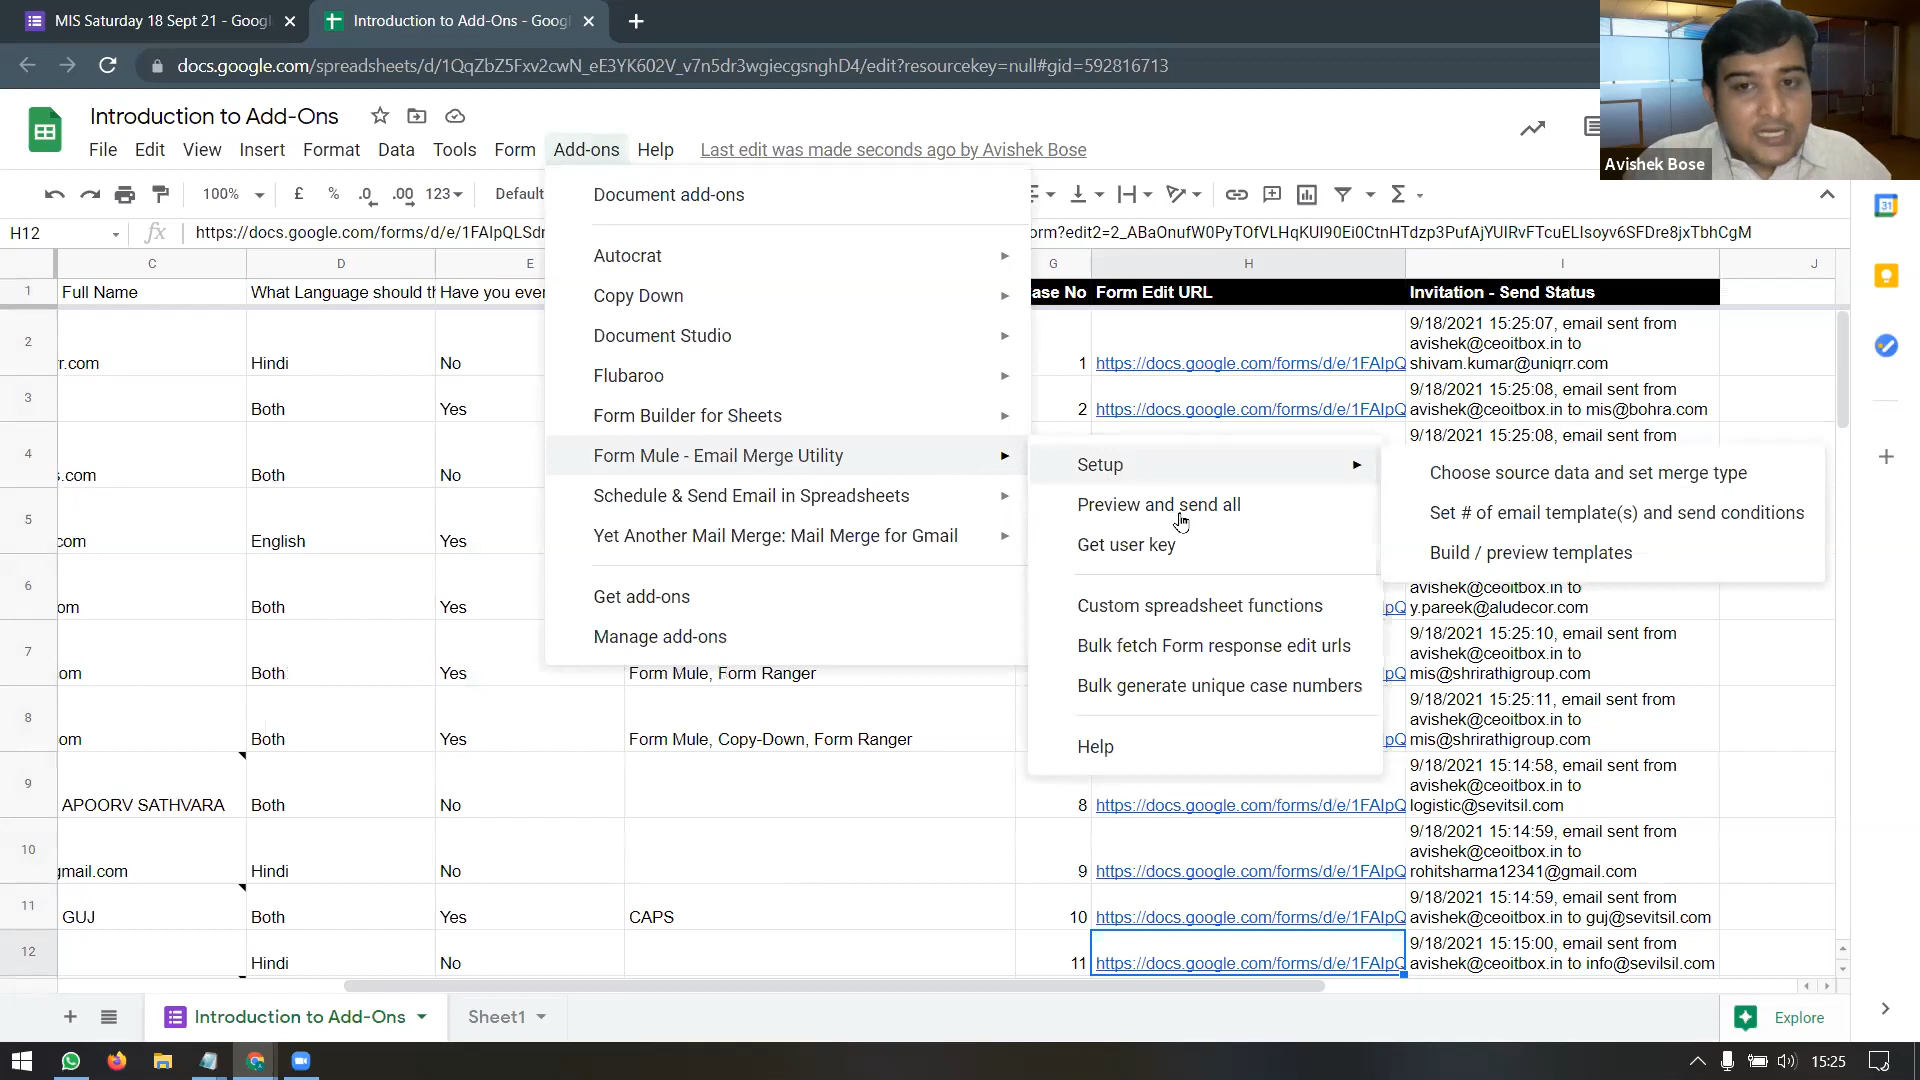 MIS Saturday 18 Sept 21 - Googl
Introduction to Add-Ons - Goog
docs.google.com/spreadsheets/d/1QqZbZ5Fxv2cwN_eE3YK602V_v7n5dr3wgiecgsnghD4/edit?resourcekey=null#gid=592816713
Introduction to Add-Ons
File Edit View Insert Format Data Tools Form Add-ons Help Last edit was made seconds ago by Avishek Bose
Avishek Bose
100% £ % .0 .00 123 Default
H12 fx https://docs.google.com/forms/d/e/1FAIpQLSdr
orm?edit2=2_ABaOnufW0PyTOfVLHqKUI90Ei0CtnHTdzp3PufAjYUIRvFTcuELIsoyv6SFDre8jxTbhCgM
C D E G H I J
1 Full Name What Language should th Have you ever ase No Form Edit URL Invitation - Send Status
Document add-ons
Autocrat
Copy Down
Document Studio
Flubaroo
Form Builder for Sheets
Form Mule - Email Merge Utility
Schedule & Send Email in Spreadsheets
Yet Another Mail Merge: Mail Merge for Gmail
Get add-ons
Manage add-ons
Setup
Preview and send all
Get user key
Custom spreadsheet functions
Bulk fetch Form response edit urls
Bulk generate unique case numbers
Help
Choose source data and set merge type
Set # of email template(s) and send conditions
Build / preview templates
9/18/2021 15:25:07, email sent from
avishek@ceoitbox.in to
2 r.com Hindi No 1 https://docs.google.com/forms/d/e/1FAIpQ shivam.kumar@uniqrr.com
9/18/2021 15:25:08, email sent from
3 Both Yes 2 https://docs.google.com/forms/d/e/1FAIpQ avishek@ceoitbox.in to mis@bohra.com
9/18/2021 15:25:08, email sent from
4 s.com Both No
5 com English Yes
avishek@ceoitbox.in to
6 om Both Yes pQ y.pareek@aludecor.com
9/18/2021 15:25:10, email sent from
avishek@ceoitbox.in to
7 om Both Yes Form Mule, Form Ranger pQ mis@shrirathigroup.com
9/18/2021 15:25:11, email sent from
avishek@ceoitbox.in to
8 om Both Yes Form Mule, Copy-Down, Form Ranger pQ mis@shrirathigroup.com
9/18/2021 15:14:58, email sent from
avishek@ceoitbox.in to
9 APOORV SATHVARA Both No 8 https://docs.google.com/forms/d/e/1FAIpQ logistic@sevitsil.com
9/18/2021 15:14:59, email sent from
avishek@ceoitbox.in to
10 gmail.com Hindi No 9 https://docs.google.com/forms/d/e/1FAIpQ rohitsharma12341@gmail.com
9/18/2021 15:14:59, email sent from
11 GUJ Both Yes CAPS 10 https://docs.google.com/forms/d/e/1FAIpQ avishek@ceoitbox.in to guj@sevitsil.com
9/18/2021 15:15:00, email sent from
12 Hindi No 11 https://docs.google.com/forms/d/e/1FAIpQ avishek@ceoitbox.in to info@sevilsil.com
Introduction to Add-Ons Sheet1 Explore
15:25